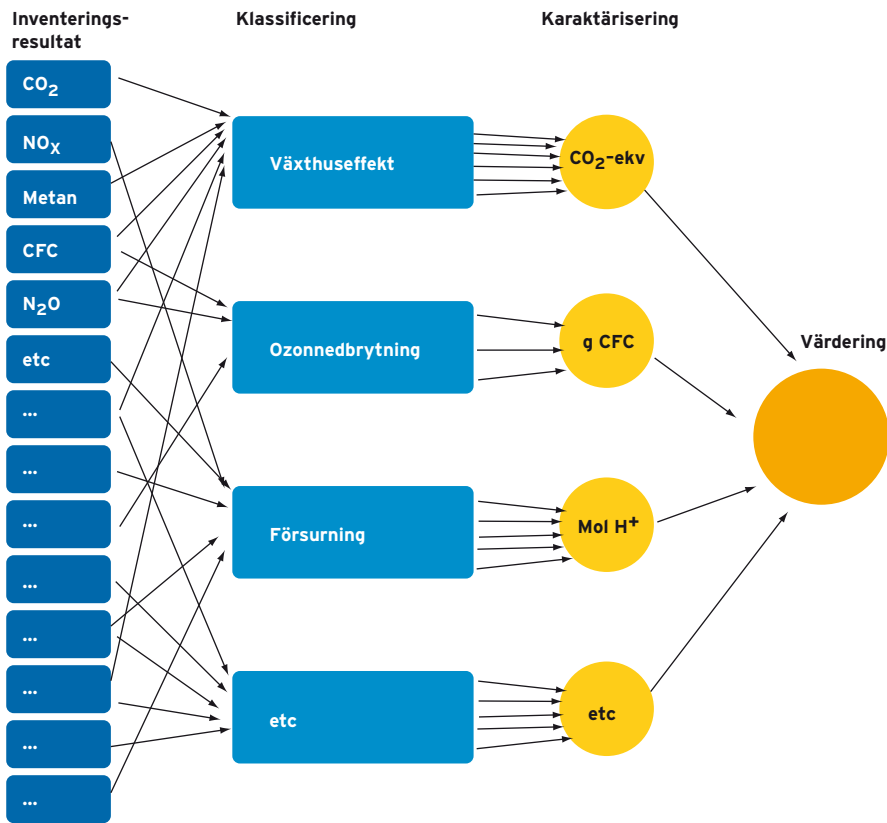 Inventerings-
resultat
Klassificering
Karaktärisering
CO₂
NOX
Metan
CFC
N₂O
etc
...
...
...
...
...
...
...
...
Växthuseffekt
Ozonnedbrytning
Försurning
etc
CO₂-ekv
g CFC
Mol H⁺
etc
Värdering